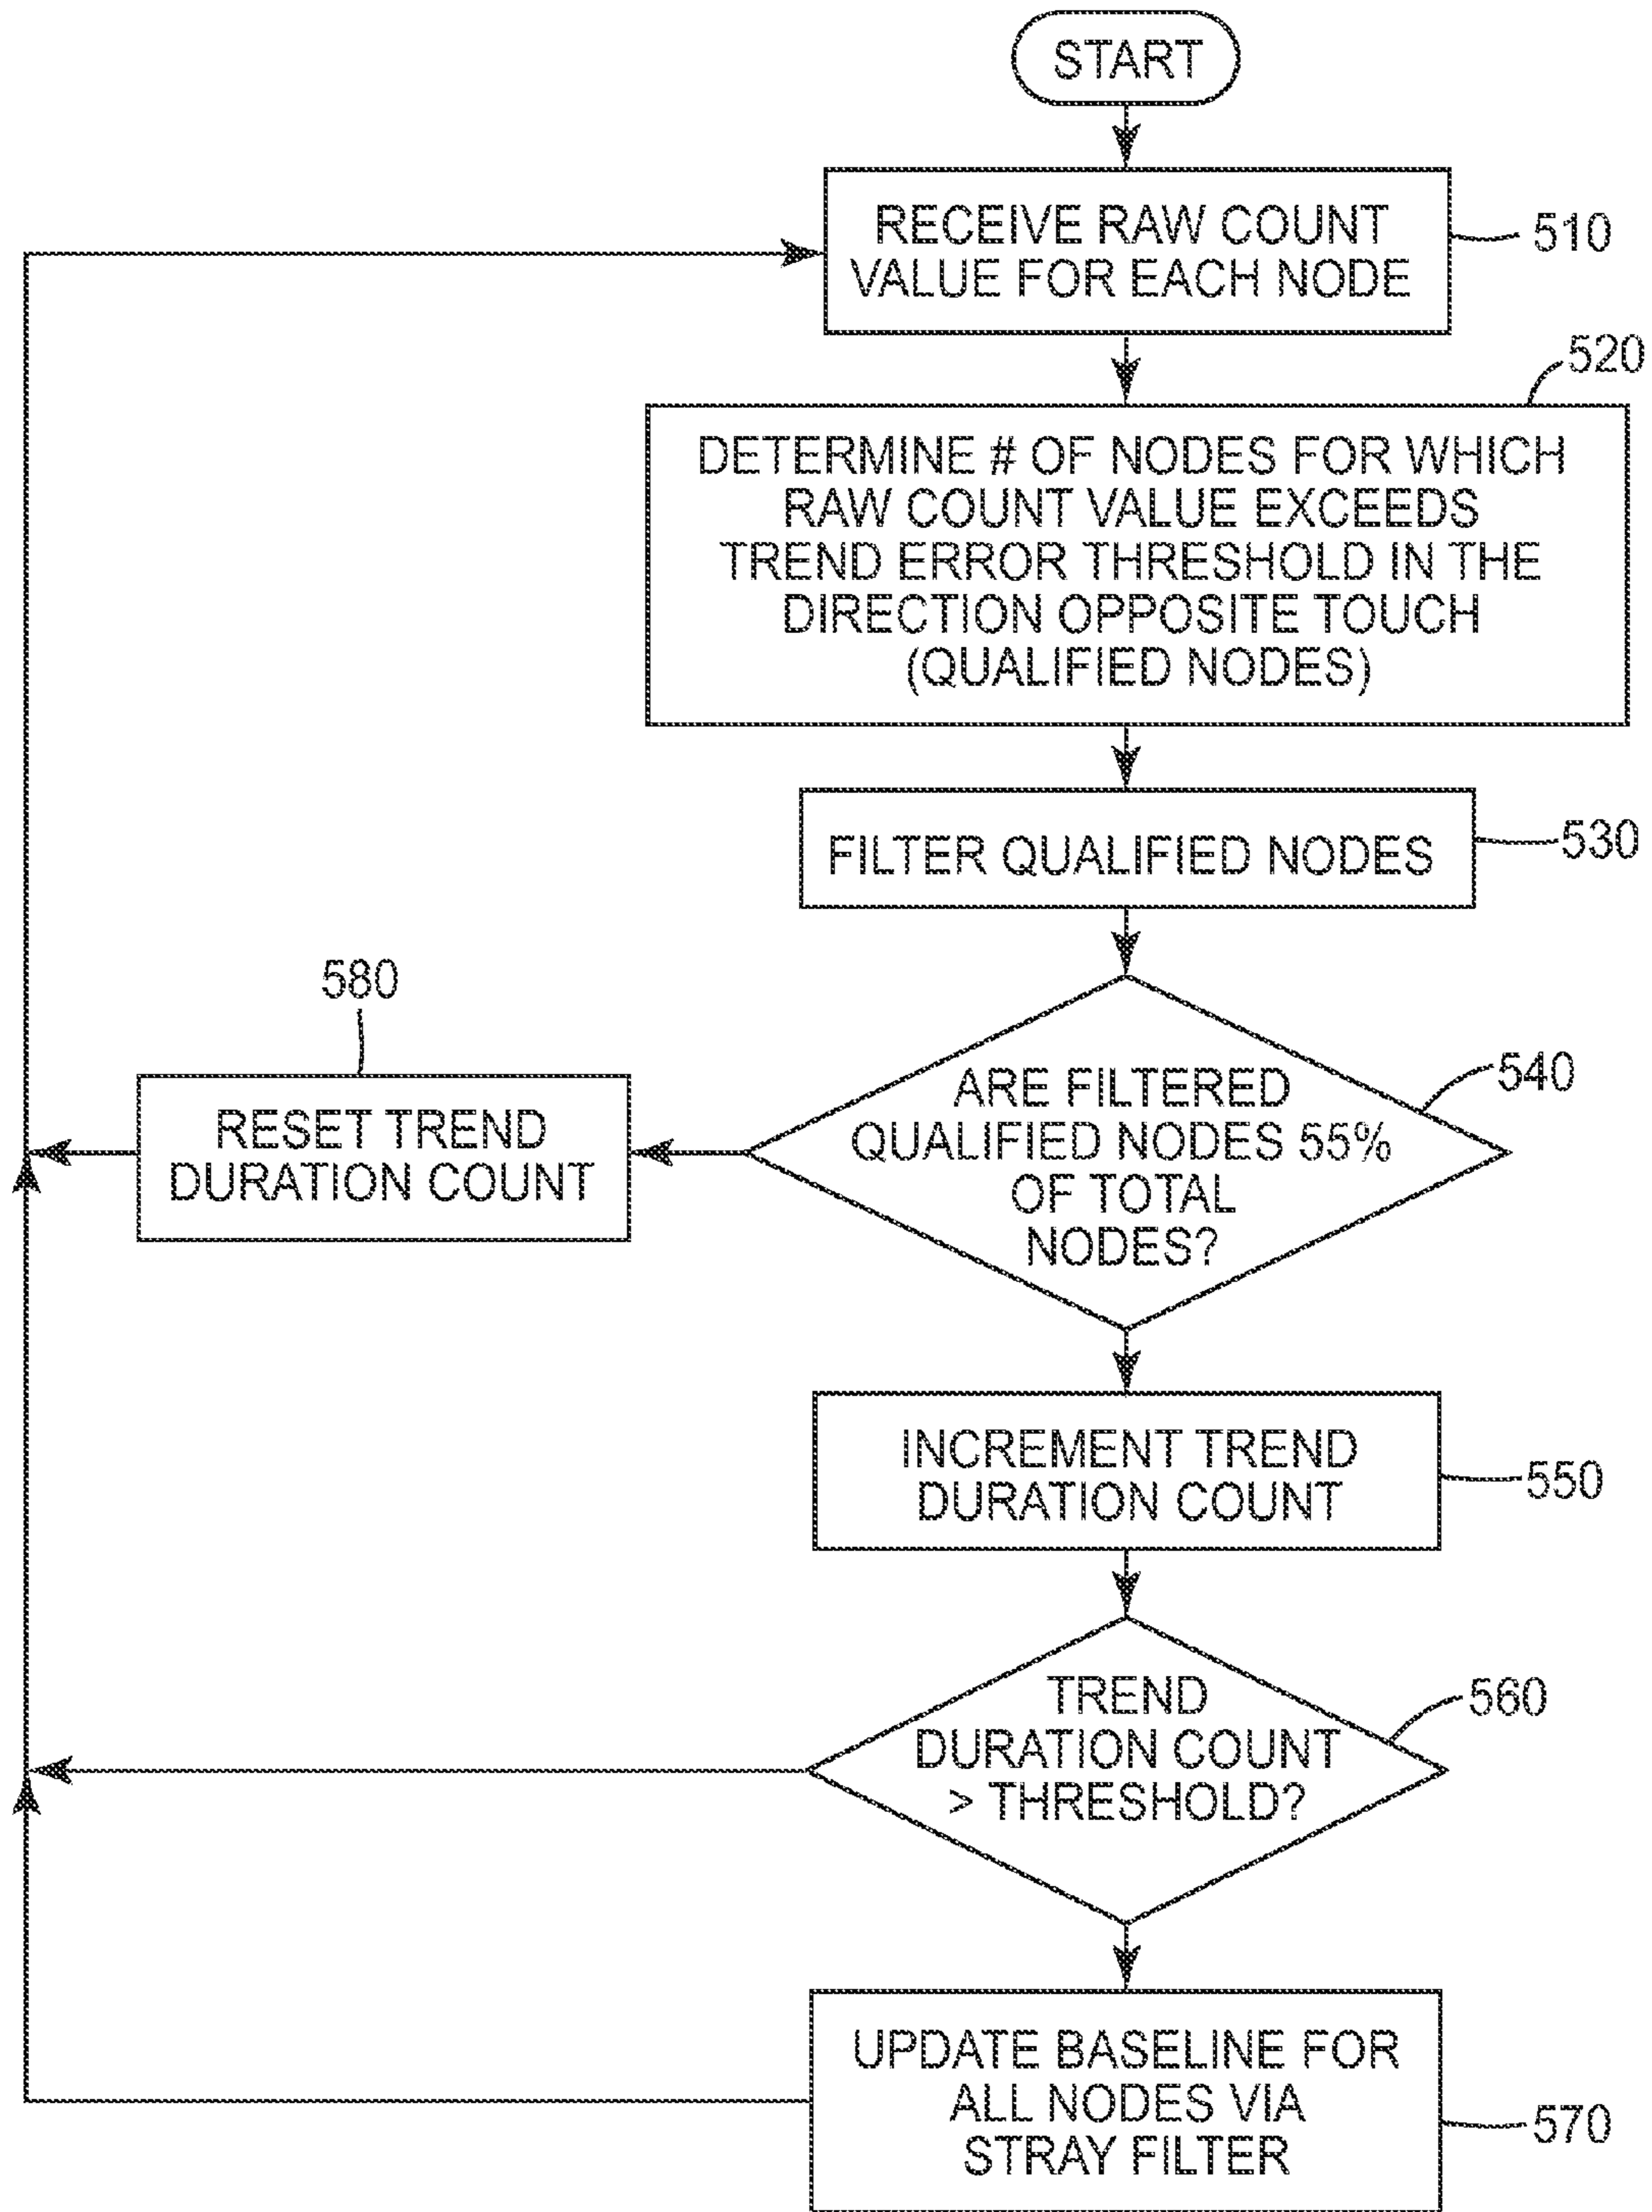 START
RECEIVE RAW COUNT
VALUE FOR EACH NODE
510
520
DETERMINE # OF NODES FOR WHICH
RAW COUNT VALUE EXCEEDS
TREND ERROR THRESHOLD IN THE
DIRECTION OPPOSITE TOUCH
(QUALIFIED NODES)
FILTER QUALIFIED NODES
530
580
RESET TREND
DURATION COUNT
ARE FILTERED
QUALIFIED NODES 55%
OF TOTAL
NODES?
540
INCREMENT TREND
DURATION COUNT
550
TREND
DURATION COUNT
> THRESHOLD?
560
UPDATE BASELINE FOR
ALL NODES VIA
STRAY FILTER
570